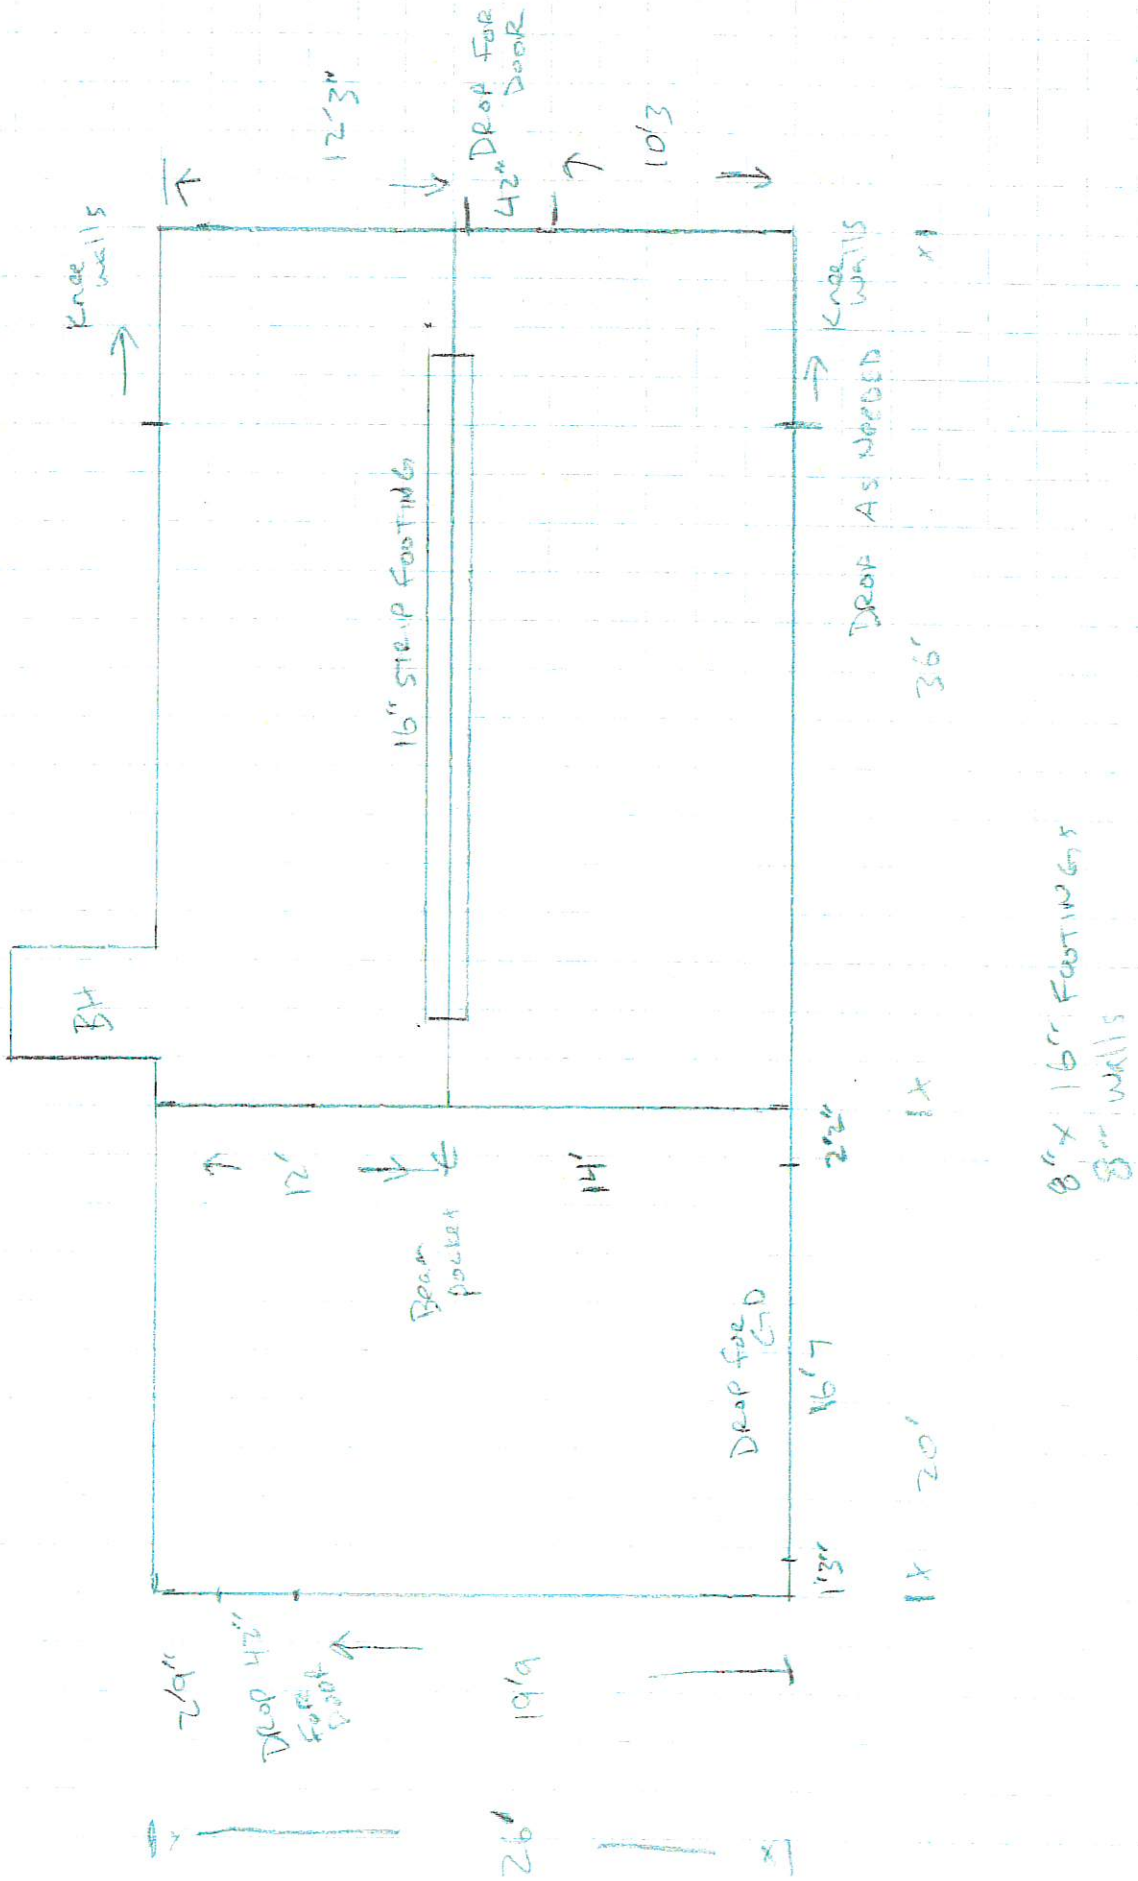 Knee
walls
12'3"
42" DROP FOR
DOOR
10'3
BH
16" STRIP FOOTING
Knee
walls
DROP AS NEEDED
36'
12'
Beam
pocket
14'
2'2"
DROP FOR
GD
16'7
1'3"
20'
2'9"
DROP 42"
FOR
DOOR
19'9
26'
8" x 16" FOOTINGS
8" walls